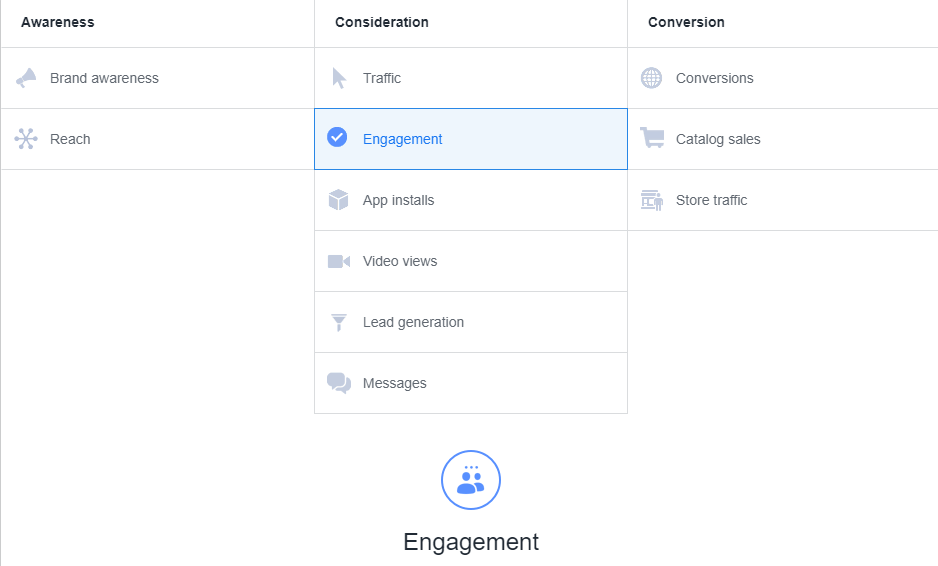 Awareness
Consideration
Conversion
Brand awareness
Traffic
Conversions
Reach
Engagement
Catalog sales
App installs
Store traffic
Video views
Lead generation
Messages
Engagement